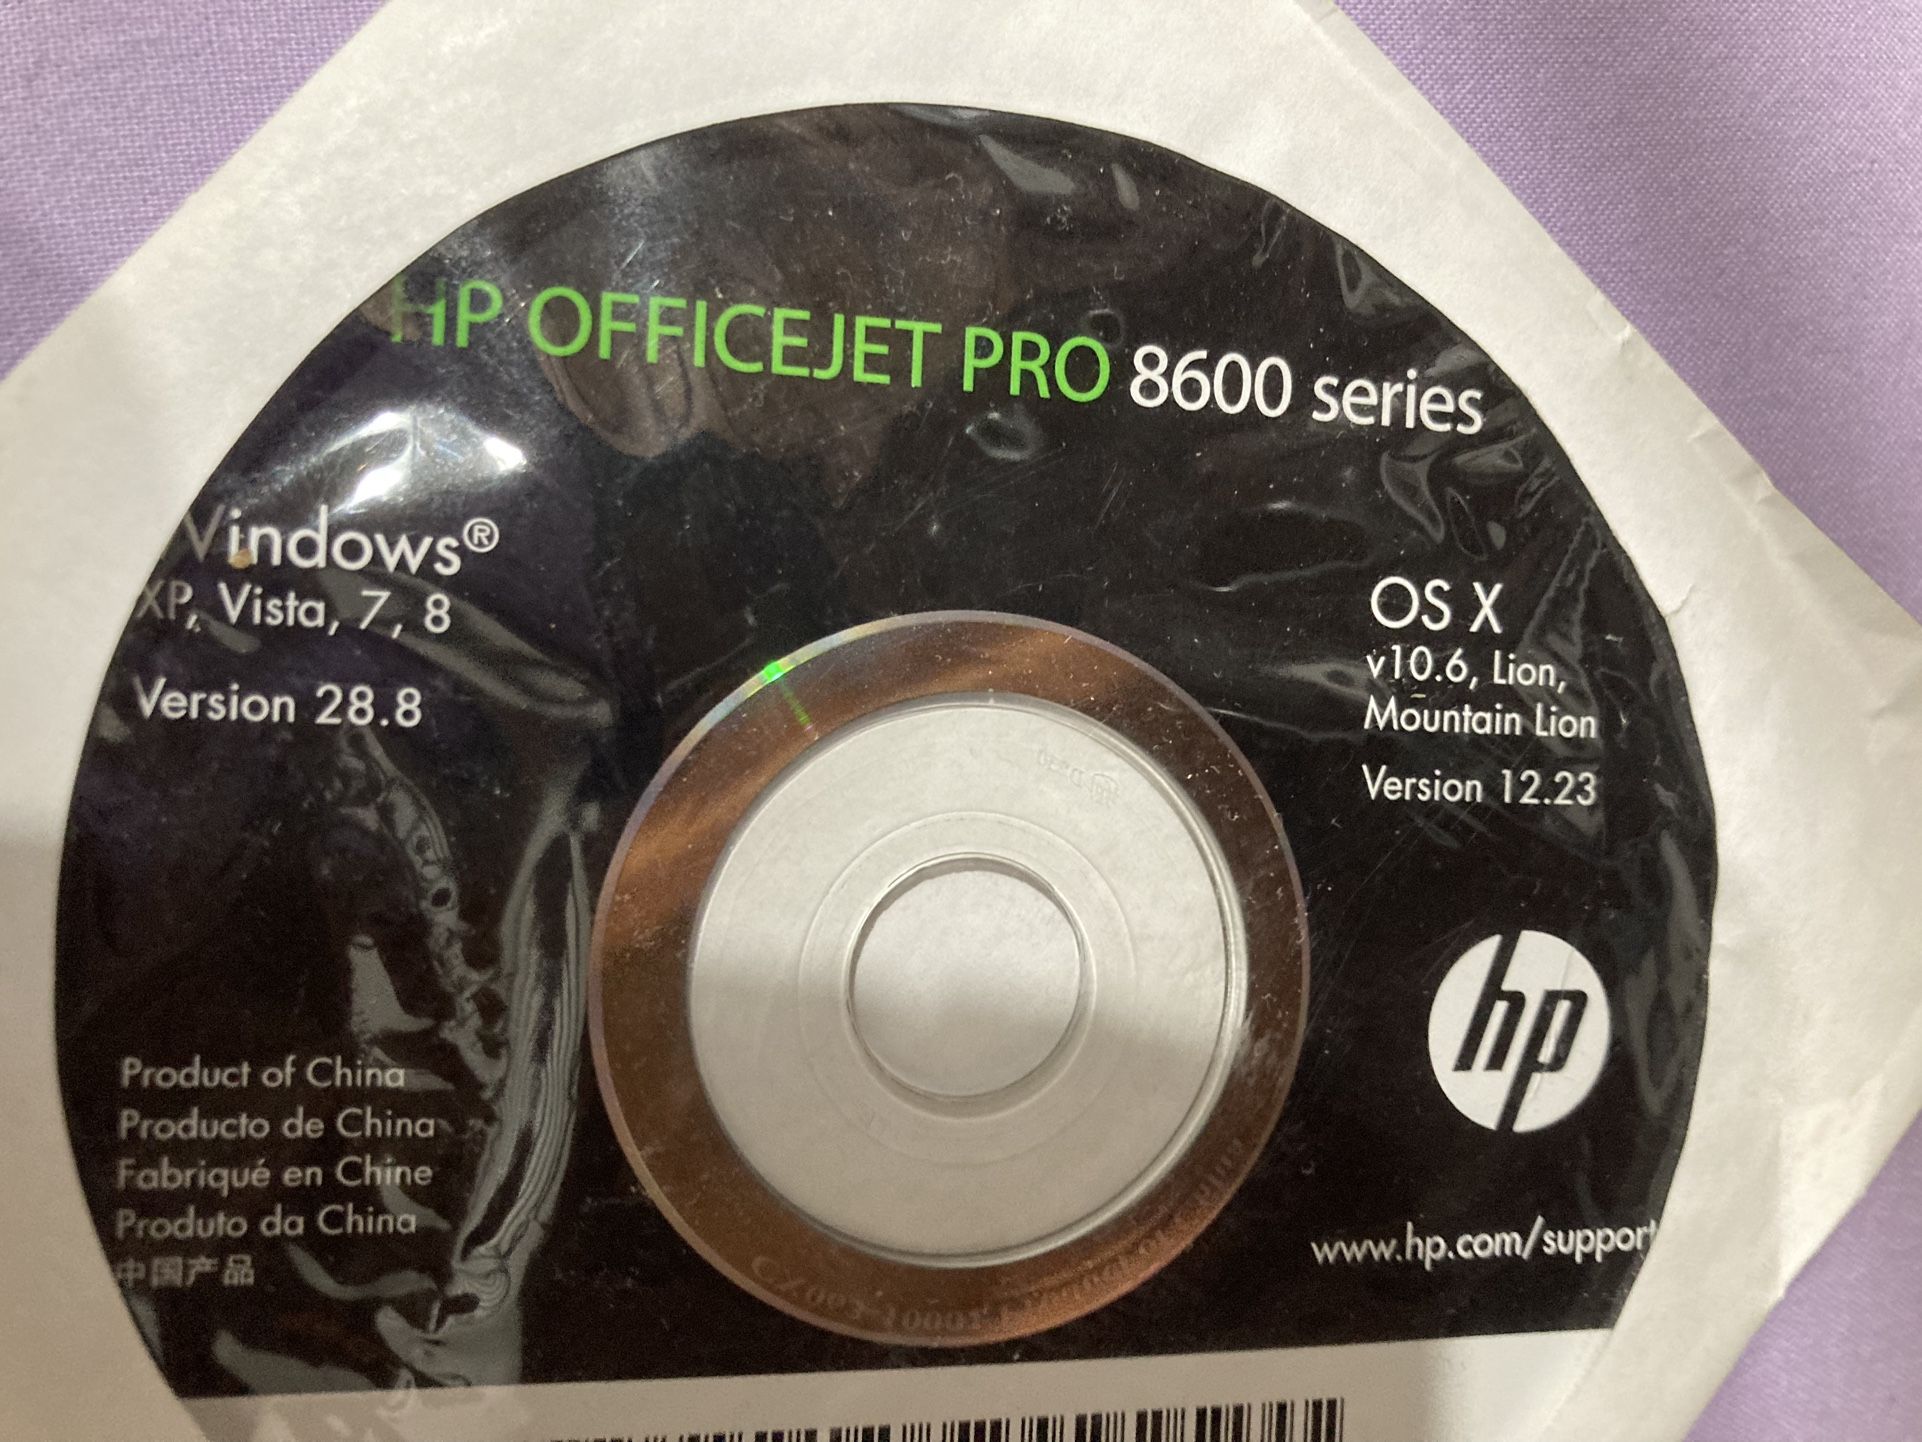 HP OFFICEJET PRO 8600 series
Windows®
XP, Vista, 7, 8
Version 28.8
OS X
v10.6, Lion,
Mountain Lion
Version 12.23
hp
Product of China
Producto de China
Fabriqué en Chine
Produto da China
中国产品
www.hp.com/support